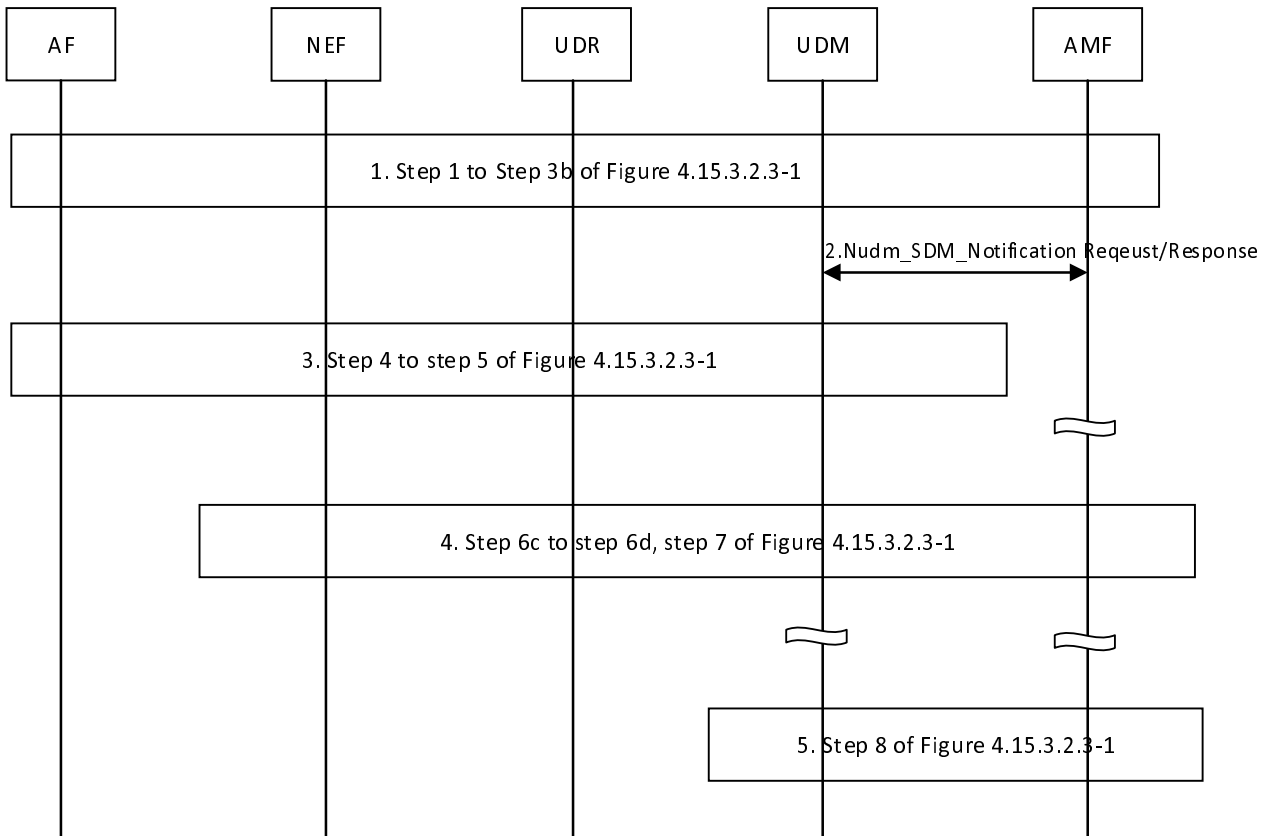 AF
NEF
UDR
UDM
AMF
1. Step 1 to Step 3b of Figure 4.15.3.2.3-1
2.Nudm_SDM_Notification Reqeust/Response
3. Step 4 to step 5 of Figure 4.15.3.2.3-1
4. Step 6c to step 6d, step 7 of Figure 4.15.3.2.3-1
5. Step 8 of Figure 4.15.3.2.3-1